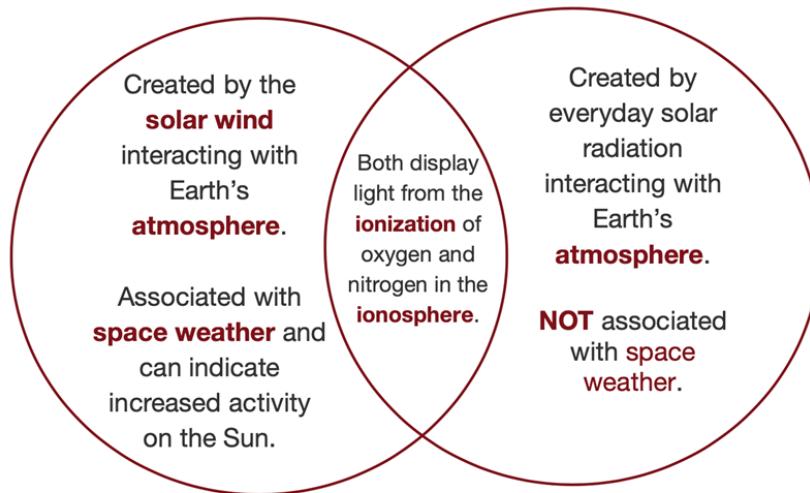 Created by the
solar wind
interacting with
Earth's
atmosphere.
Associated with
space weather and
can indicate
increased activity
on the Sun.
Both display
light from the
ionization of
oxygen and
nitrogen in the
ionosphere.
Created by
everyday solar
radiation
interacting with
Earth's
atmosphere.
NOT associated
with space
weather.